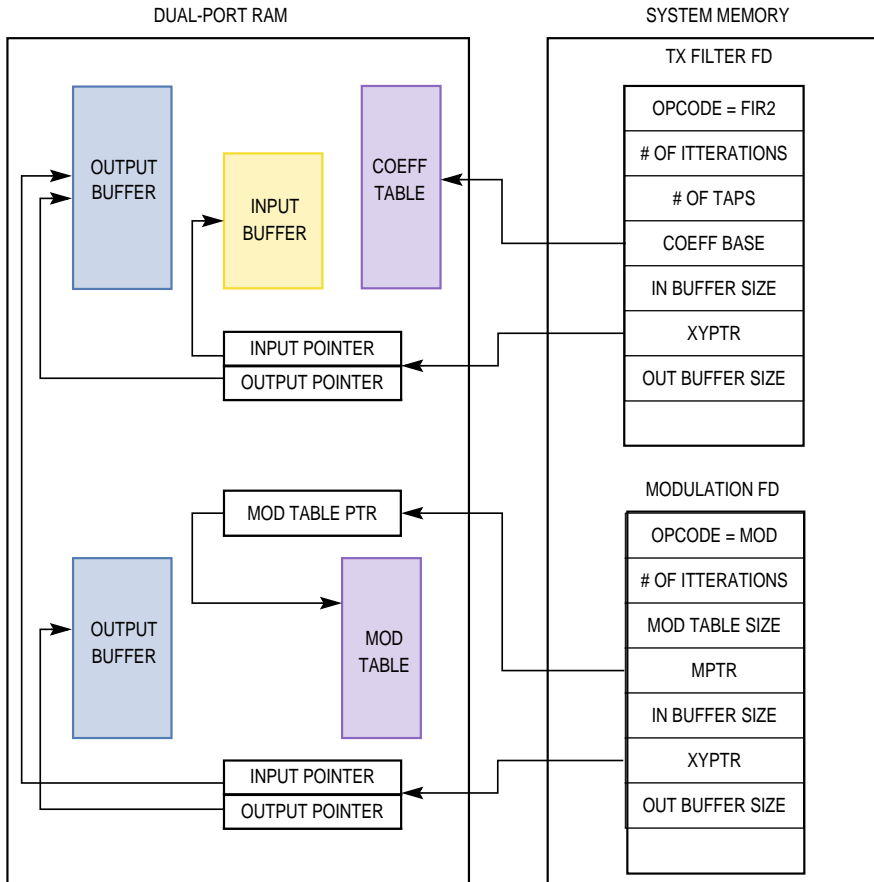 DUAL-PORT RAM
OUTPUT
BUFFER
INPUT
BUFFER
COEFF
TABLE
INPUT POINTER
OUTPUT POINTER
MOD TABLE PTR
OUTPUT
BUFFER
MOD
TABLE
INPUT POINTER
OUTPUT POINTER
SYSTEM MEMORY
TX FILTER FD
OPCODE = FIR2
# OF ITTERATIONS
# OF TAPS
COEFF BASE
IN BUFFER SIZE
XYPTR
OUT BUFFER SIZE
MODULATION FD
OPCODE = MOD
# OF ITTERATIONS
MOD TABLE SIZE
MPTR
IN BUFFER SIZE
XYPTR
OUT BUFFER SIZE